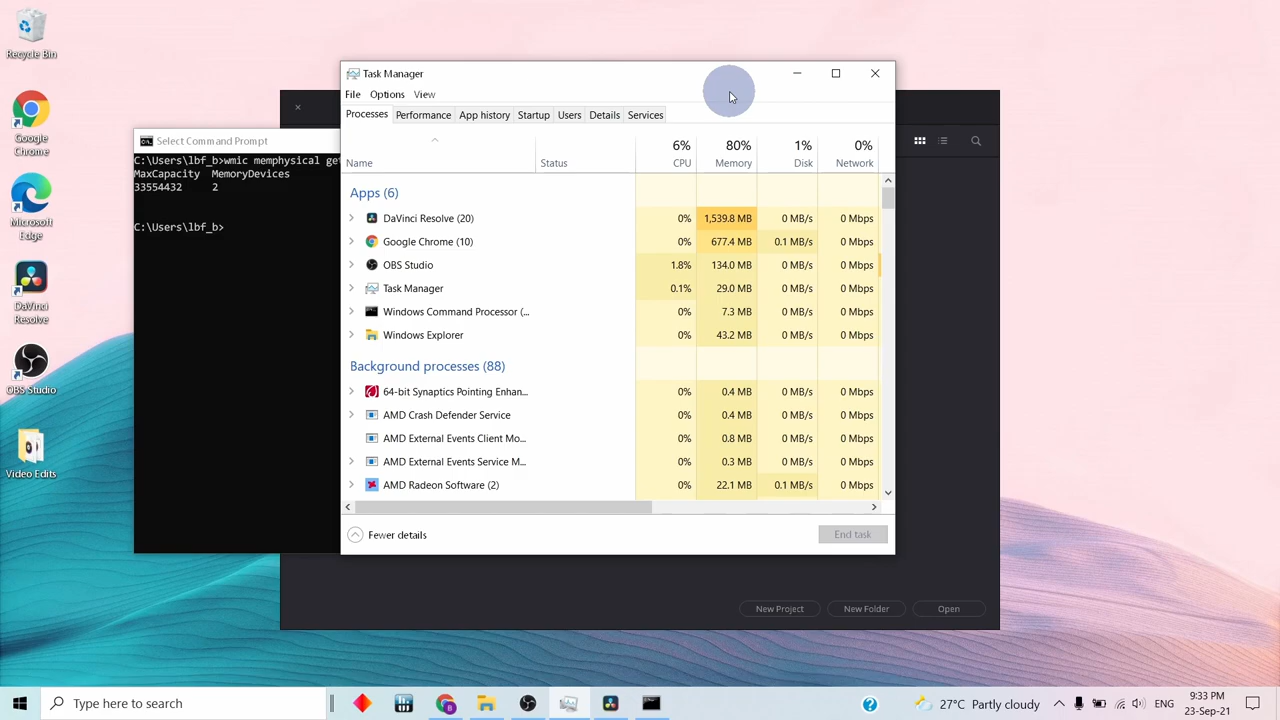 Recycle Bin
Google
Chrome
Microsoft
Edge
DaVinci
Resolve
OBS Studio
Video Edits
Select Command Prompt
C:\Users\lbf_b>wmic memphysical get
MaxCapacity MemoryDevices
33554432 2
C:\Users\lbf_b>
Task Manager
File Options View
Processes Performance App history Startup Users Details Services
6% 80% 1% 0%
Name Status CPU Memory Disk Network
Apps (6)
DaVinci Resolve (20) 0% 1,539.8 MB 0 MB/s 0 Mbps
Google Chrome (10) 0% 677.4 MB 0.1 MB/s 0 Mbps
OBS Studio 1.8% 134.0 MB 0 MB/s 0 Mbps
Task Manager 0.1% 29.0 MB 0 MB/s 0 Mbps
Windows Command Processor (... 0% 7.3 MB 0 MB/s 0 Mbps
Windows Explorer 0% 43.2 MB 0 MB/s 0 Mbps
Background processes (88)
64-bit Synaptics Pointing Enhan... 0% 0.4 MB 0 MB/s 0 Mbps
AMD Crash Defender Service 0% 0.4 MB 0 MB/s 0 Mbps
AMD External Events Client Mo... 0% 0.8 MB 0 MB/s 0 Mbps
AMD External Events Service M... 0% 0.3 MB 0 MB/s 0 Mbps
AMD Radeon Software (2) 0% 22.1 MB 0.1 MB/s 0 Mbps
Fewer details End task
New Project New Folder Open
Type here to search
27°C Partly cloudy ENG
9:33 PM
23-Sep-21